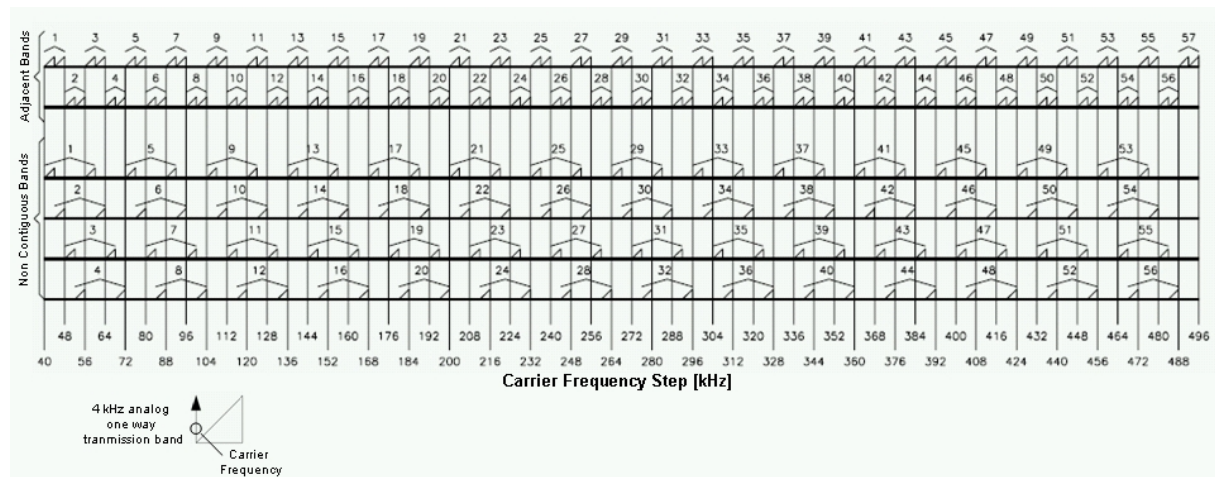 Adjacent Bands
1 3 5 7 9 11 13 15 17 19 21 23 25 27 29 31 33 35 37 39 41 43 45 47 49 51 53 55 57
2 4 6 8 10 12 14 16 18 20 22 24 26 28 30 32 34 36 38 40 42 44 46 48 50 52 54 56
Non Contiguous Bands
1 5 9 13 17 21 25 29 33 37 41 45 49 53
2 6 10 14 18 22 26 30 34 38 42 46 50 54
3 7 11 15 19 23 27 31 35 39 43 47 51 55
4 8 12 16 20 24 28 32 36 40 44 48 52 56
48 64 80 96 112 128 144 160 176 192 208 224 240 256 272 288 304 320 336 352 368 384 400 416 432 448 464 480 496
40 56 72 88 104 120 136 152 168 184 200 216 232 248 264 280 296 312 328 344 360 376 392 408 424 440 456 472 488
Carrier Frequency Step [kHz]
4 kHz analog
one way
tranmission band
Carrier
Frequency